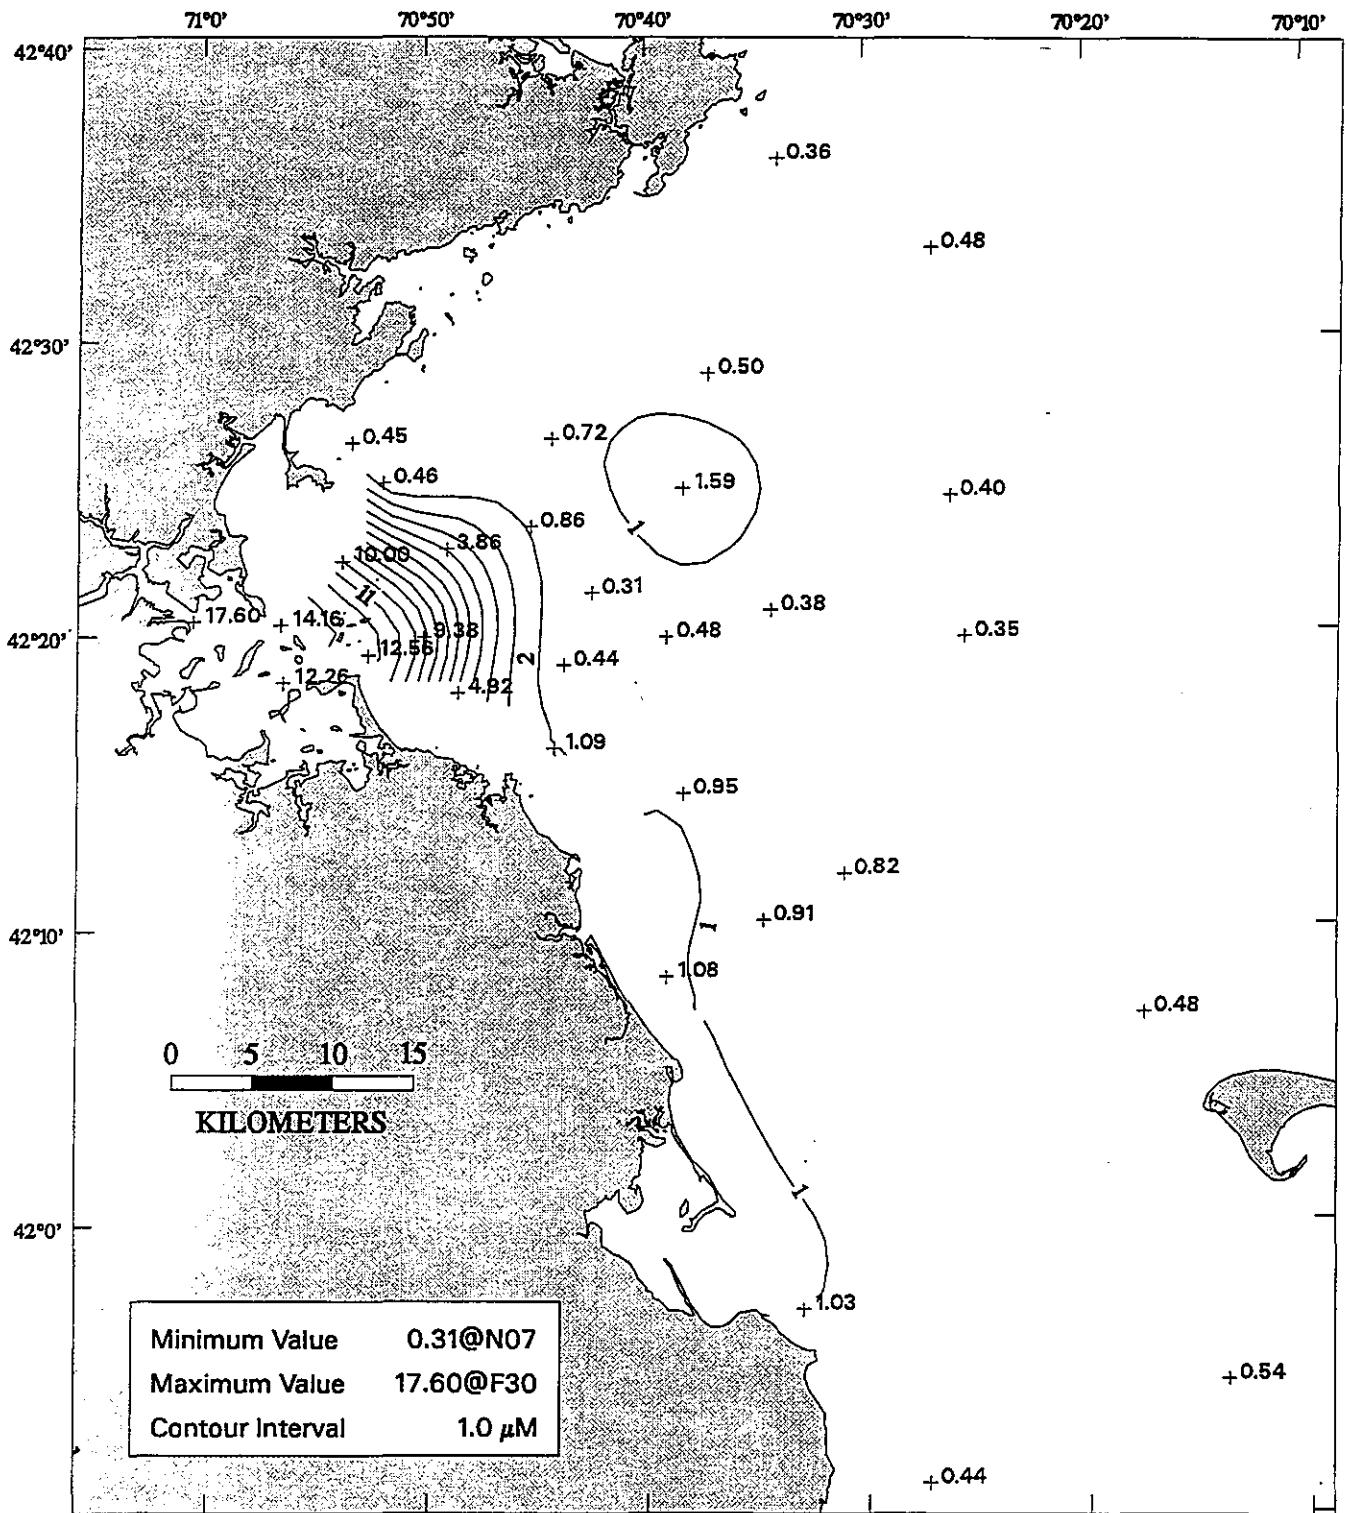 71°0' 70°50' 70°40' 70°30' 70°20' 70°10'
42°40'
0.36
0.48
42°30'
0.50
0.45 0.72
0.46 1.59 0.40
0.86
3.86
10.00 1
0.31
11 0.38
17.60 14.16
42°20' 9.38 0.48 0.35
12.56 2 0.44
12.26 4.92
1.09
0.95
0.82
0.91
42°10' 1
1.08
0.48
0 5 10 15
KILOMETERS
1
42°0'
1.03
Minimum Value 0.31@N07
Maximum Value 17.60@F30
Contour Interval 1.0 μM
0.54
0.44